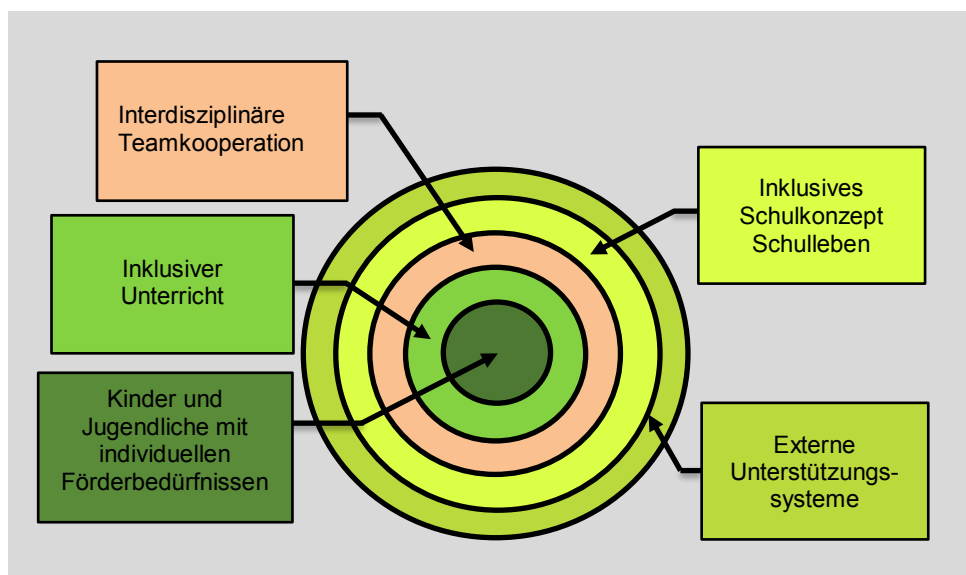 Interdisziplinäre
Teamkooperation
Inklusives
Schulkonzept
Schulleben
Inklusiver
Unterricht
Kinder und
Jugendliche mit
individuellen
Förderbedürfnissen
Externe
Unterstützungs-
systeme